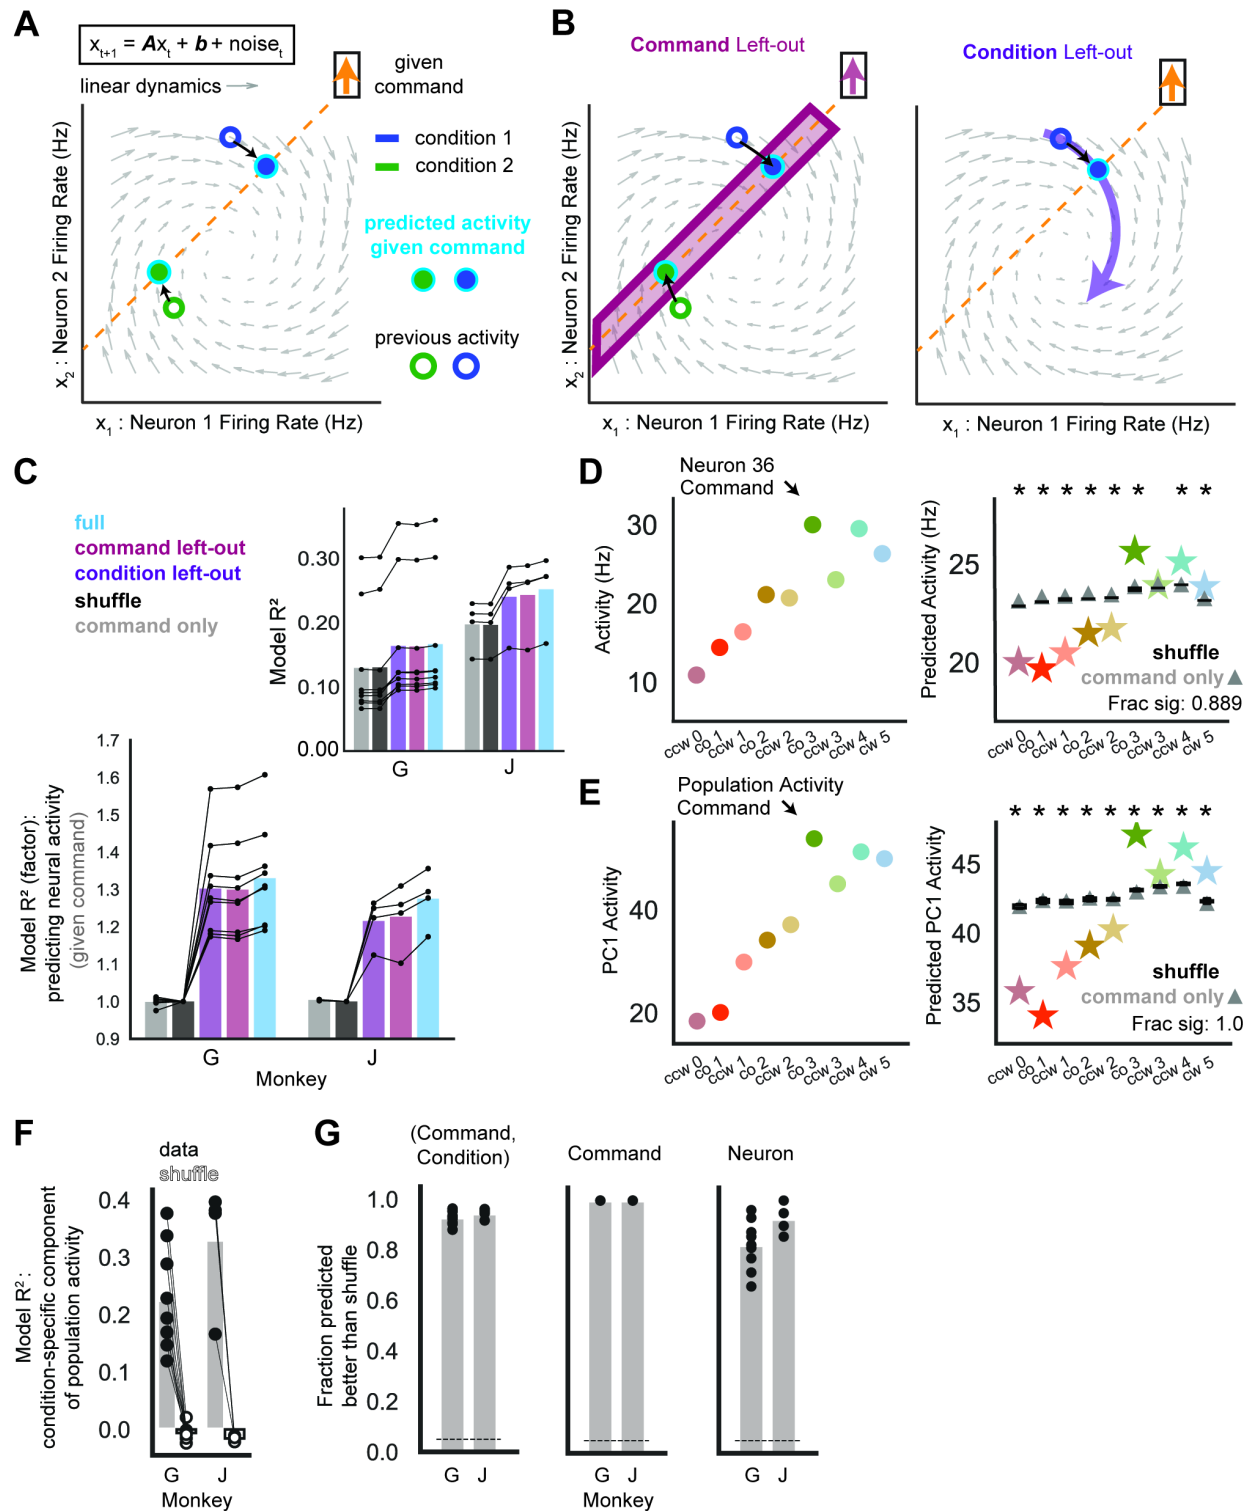 A
x_{t+1} = Ax_t + b + noise_t
linear dynamics
given
command
condition 1
condition 2
predicted activity
given command
previous activity
x_2 : Neuron 2 Firing Rate (Hz)
x_1 : Neuron 1 Firing Rate (Hz)
B
Command Left-out
Condition Left-out
x_2 : Neuron 2 Firing Rate (Hz)
x_1 : Neuron 1 Firing Rate (Hz)
x_1 : Neuron 1 Firing Rate (Hz)
C
full
command left-out
condition left-out
shuffle
command only
Model R²
0.30
0.20
0.10
0.00
G
J
Model R² (factor):
predicting neural activity
(given command)
1.7
1.6
1.5
1.4
1.3
1.2
1.1
1.0
0.9
G
J
Monkey
D
Neuron 36
Command
Activity (Hz)
30
20
10
ccw 0
co 1
ccw 1
co 2
ccw 2
co 3
ccw 3
ccw 4
cw 5
Predicted Activity (Hz)
25
20
* * * * * * * *
shuffle
command only
Frac sig: 0.889
ccw 0
co 1
ccw 1
co 2
ccw 2
co 3
ccw 3
ccw 4
cw 5
E
Population Activity
Command
PC1 Activity
40
20
ccw 0
co 1
ccw 1
co 2
ccw 2
co 3
ccw 3
ccw 4
cw 5
Predicted PC1 Activity
45
40
35
* * * * * * * * *
shuffle
command only
Frac sig: 1.0
ccw 0
co 1
ccw 1
co 2
ccw 2
co 3
ccw 3
ccw 4
cw 5
F
data
shuffle
Model R² :
condition-specific component
of population activity
0.4
0.3
0.2
0.1
0.0
G
J
Monkey
G
(Command,
Condition)
Command
Neuron
Fraction predicted
better than shuffle
1.0
0.8
0.6
0.4
0.2
0.0
G J
G J
G J
Monkey